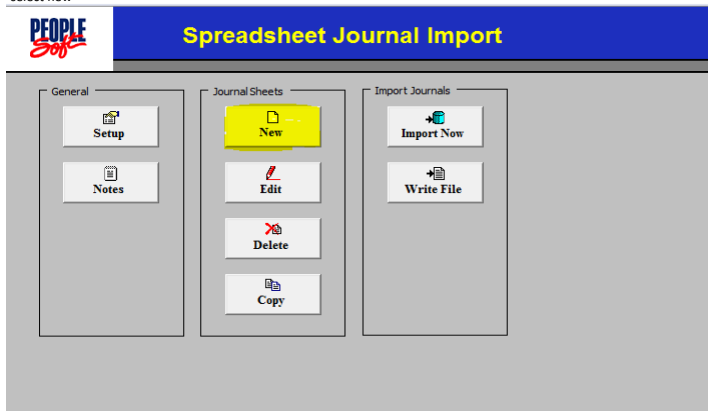 PEOPLE
Soft
Spreadsheet Journal Import
General
Setup
Notes
Journal Sheets
New
Edit
Delete
Copy
Import Journals
Import Now
Write File